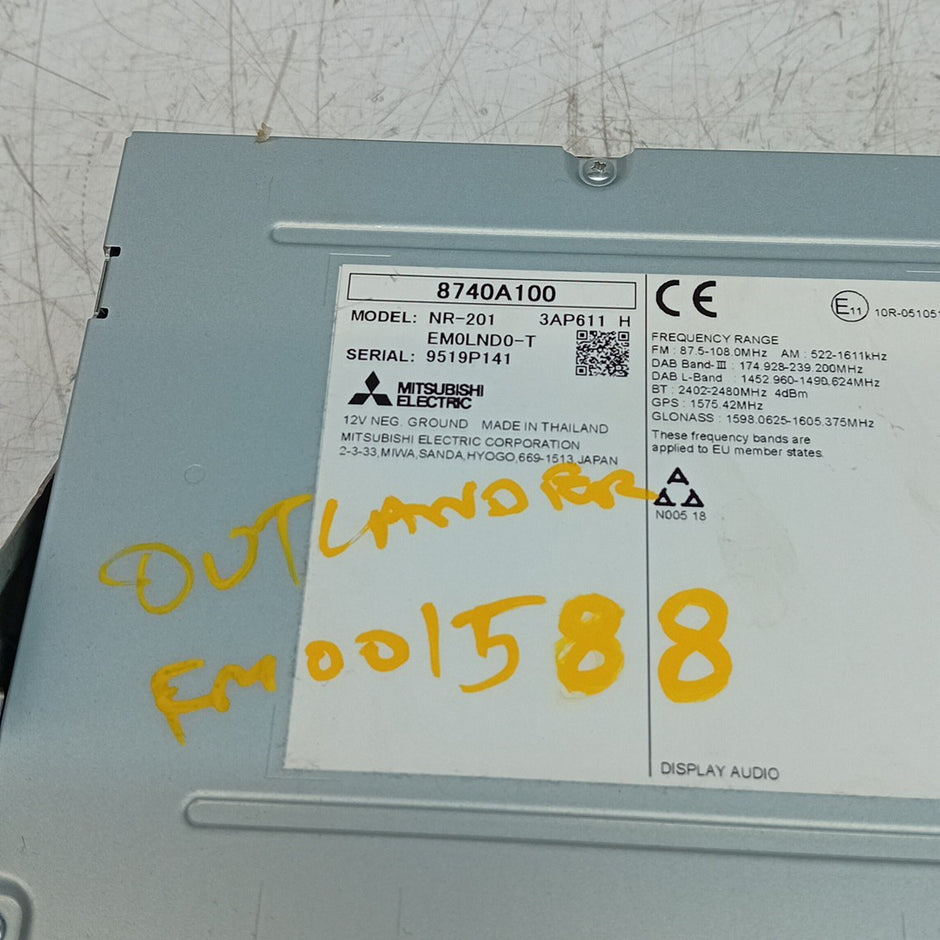 8740A100
MODEL: NR-201 3AP611 H
EM0LND0-T
SERIAL: 9519P141
MITSUBISHI
ELECTRIC
12V NEG. GROUND MADE IN THAILAND
MITSUBISHI ELECTRIC CORPORATION
2-3-33,MIWA,SANDA,HYOGO,669-1513,JAPAN
CE
E11 10R-051051
FREQUENCY RANGE
FM : 87.5-108.0MHz AM : 522-1611kHz
DAB Band-III : 174.928-239.200MHz
DAB L-Band : 1452.960-1490.624MHz
BT : 2402-2480MHz 4dBm
GPS : 1575.42MHz
GLONASS : 1598.0625-1605.375MHz
These frequency bands are
applied to EU member states.
N005 18
OUTLANDER
EM001588
DISPLAY AUDIO